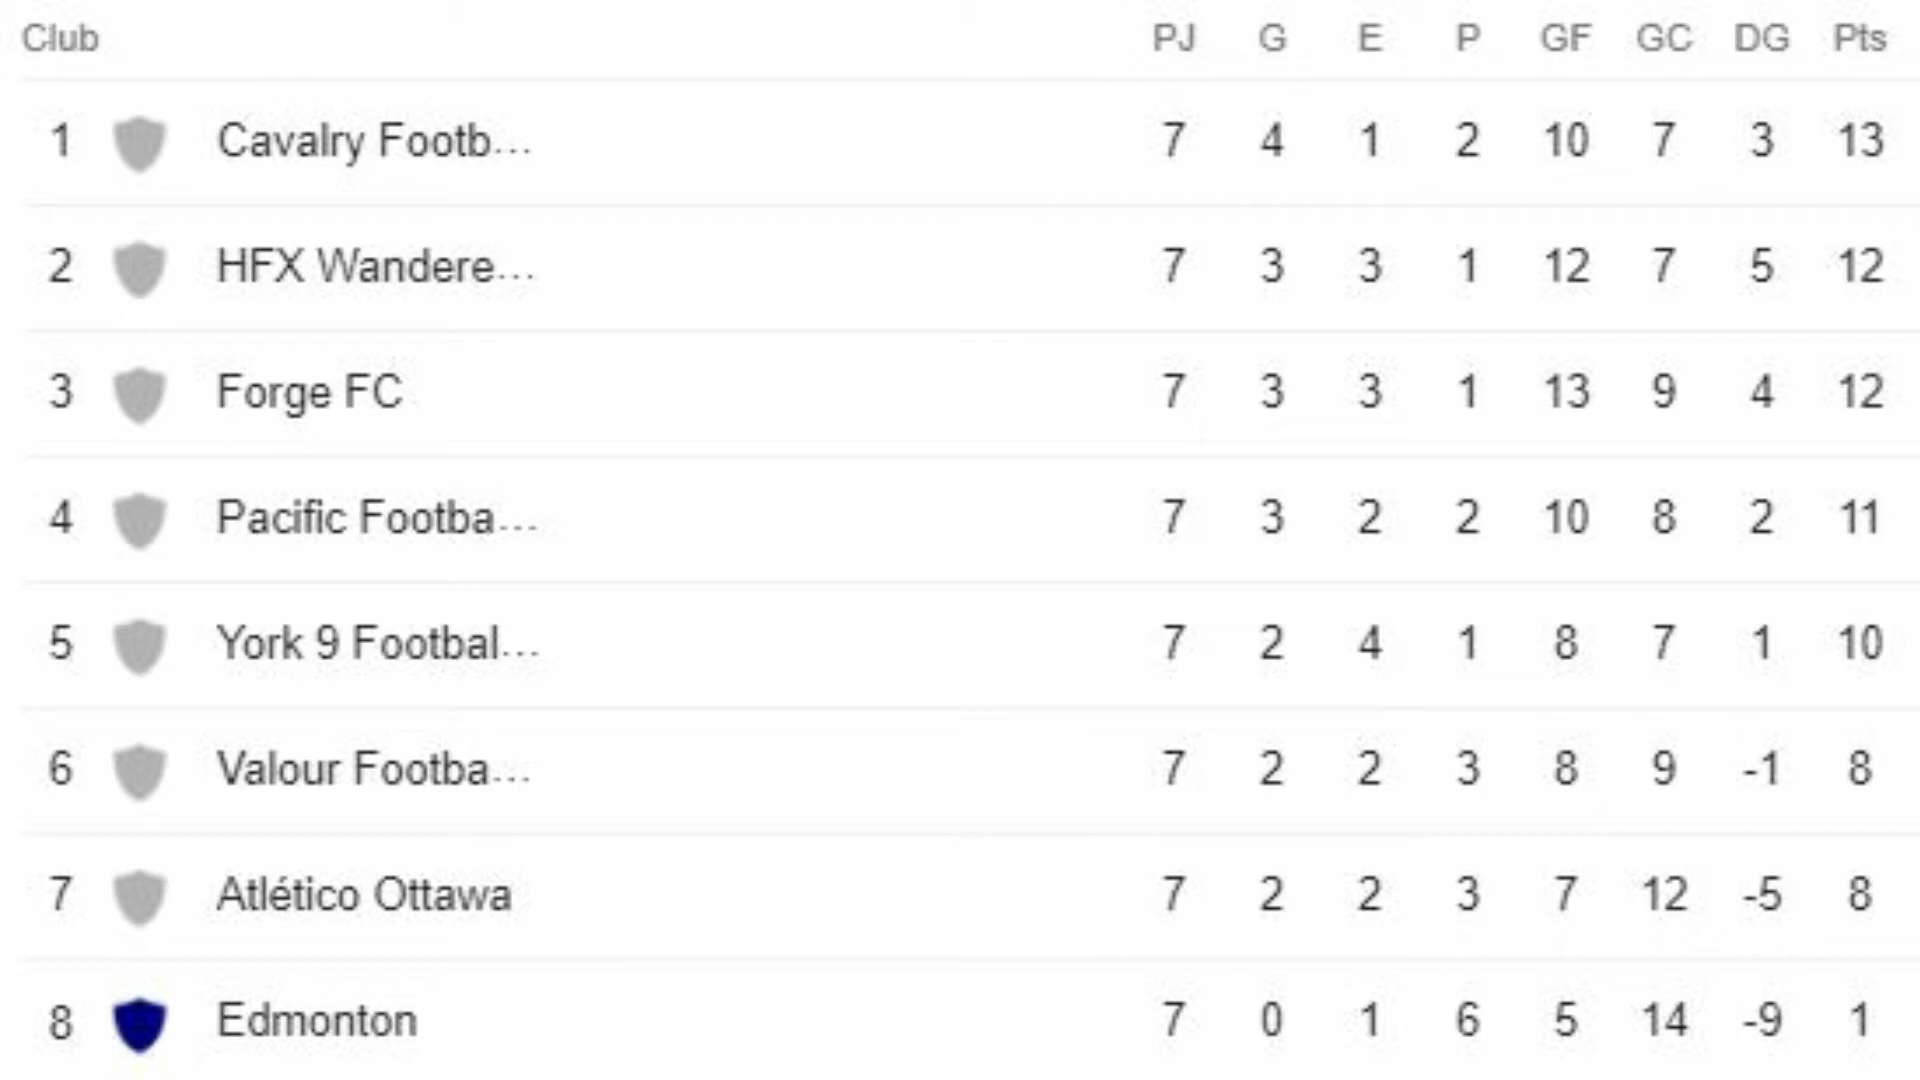 Club PJ G E P GF GC DG Pts
1 Cavalry Footb... 7 4 1 2 10 7 3 13
2 HFX Wandere... 7 3 3 1 12 7 5 12
3 Forge FC 7 3 3 1 13 9 4 12
4 Pacific Footba... 7 3 2 2 10 8 2 11
5 York 9 Footbal... 7 2 4 1 8 7 1 10
6 Valour Footba... 7 2 2 3 8 9 -1 8
7 Atlético Ottawa 7 2 2 3 7 12 -5 8
8 Edmonton 7 0 1 6 5 14 -9 1